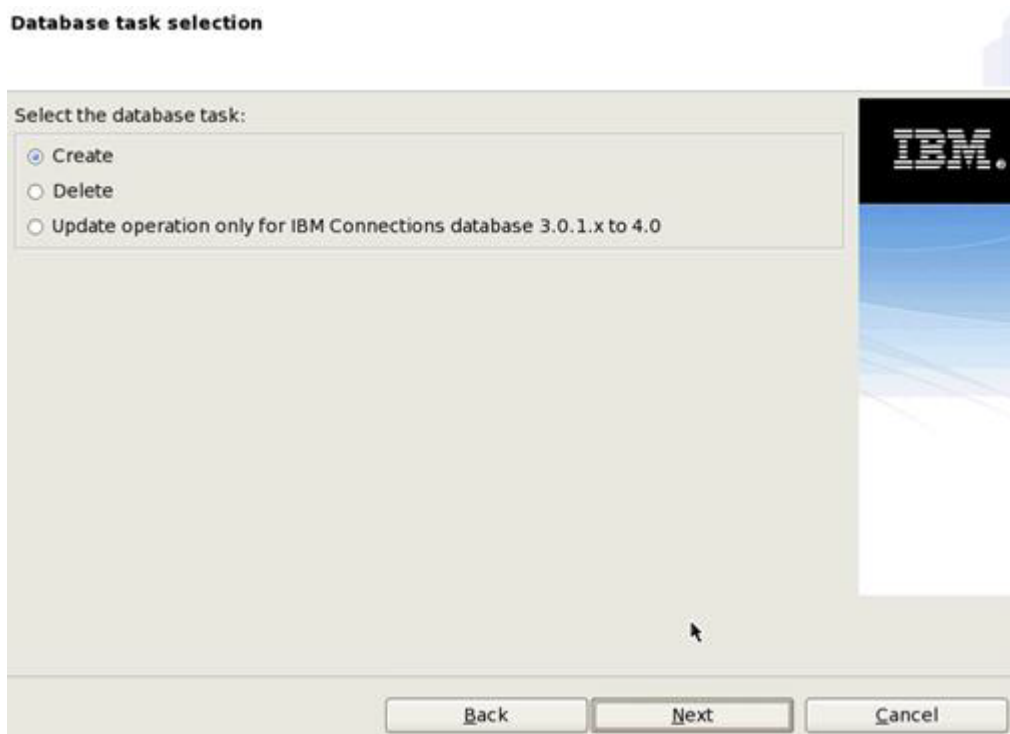 Database task selection
Select the database task:
IBM.
Create
Delete
Update operation only for IBM Connections database 3.0.1.x to 4.0
Back
Next
Cancel